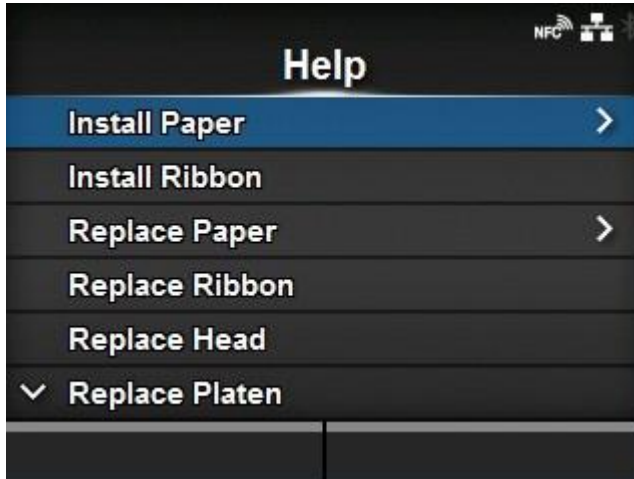 NFC
Help
Install Paper
Install Ribbon
Replace Paper
Replace Ribbon
Replace Head
Replace Platen